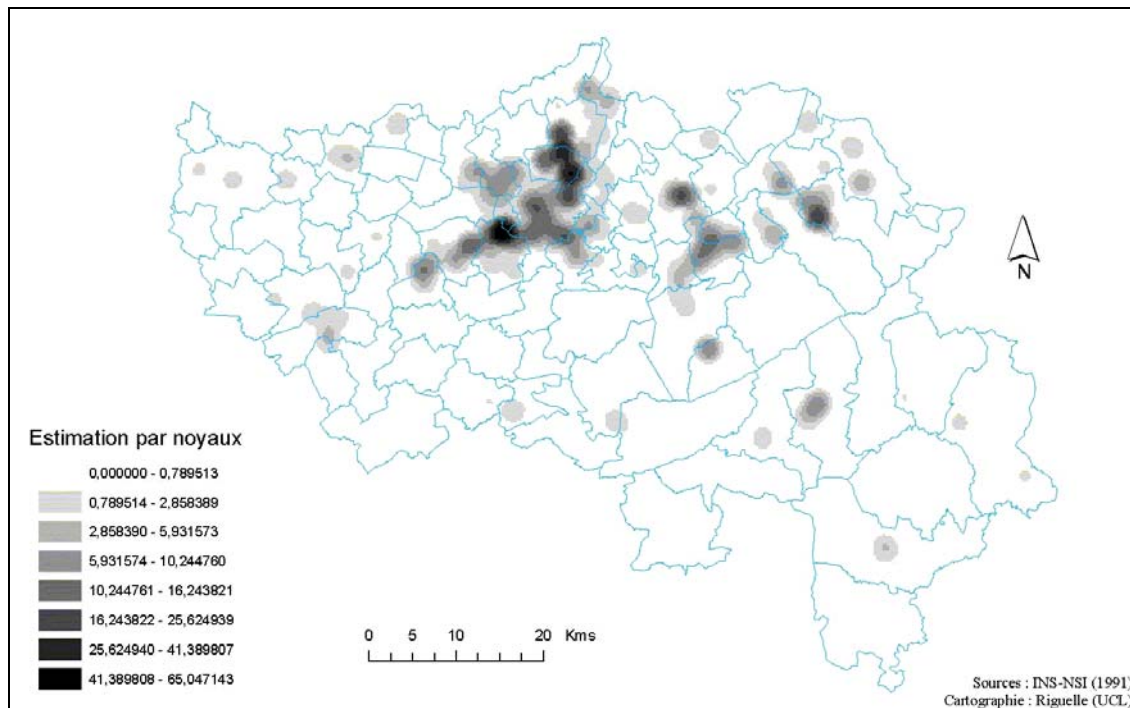 N
Estimation par noyaux
0,000000 - 0,789513
0,789514 - 2,858389
2,858390 - 5,931573
5,931574 - 10,244760
10,244761 - 16,243821
16,243822 - 25,624939
25,624940 - 41,389807
41,389808 - 65,047143
0 5 10 20 Kms
Sources : INS-NSI (1991)
Cartographie : Riguelle (UCL)